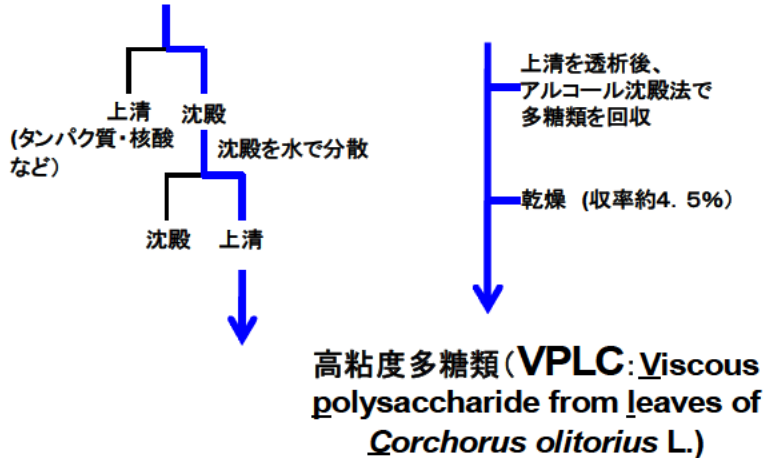 上清
(タンパク質・核酸
など)
沈殿
沈殿を水で分散
沈殿
上清
上清を透析後、
アルコール沈殿法で
多糖類を回収
乾燥 (収率約4. 5%)
高粘度多糖類(VPLC:Viscous
polysaccharide from leaves of
Corchorus olitorius L.)